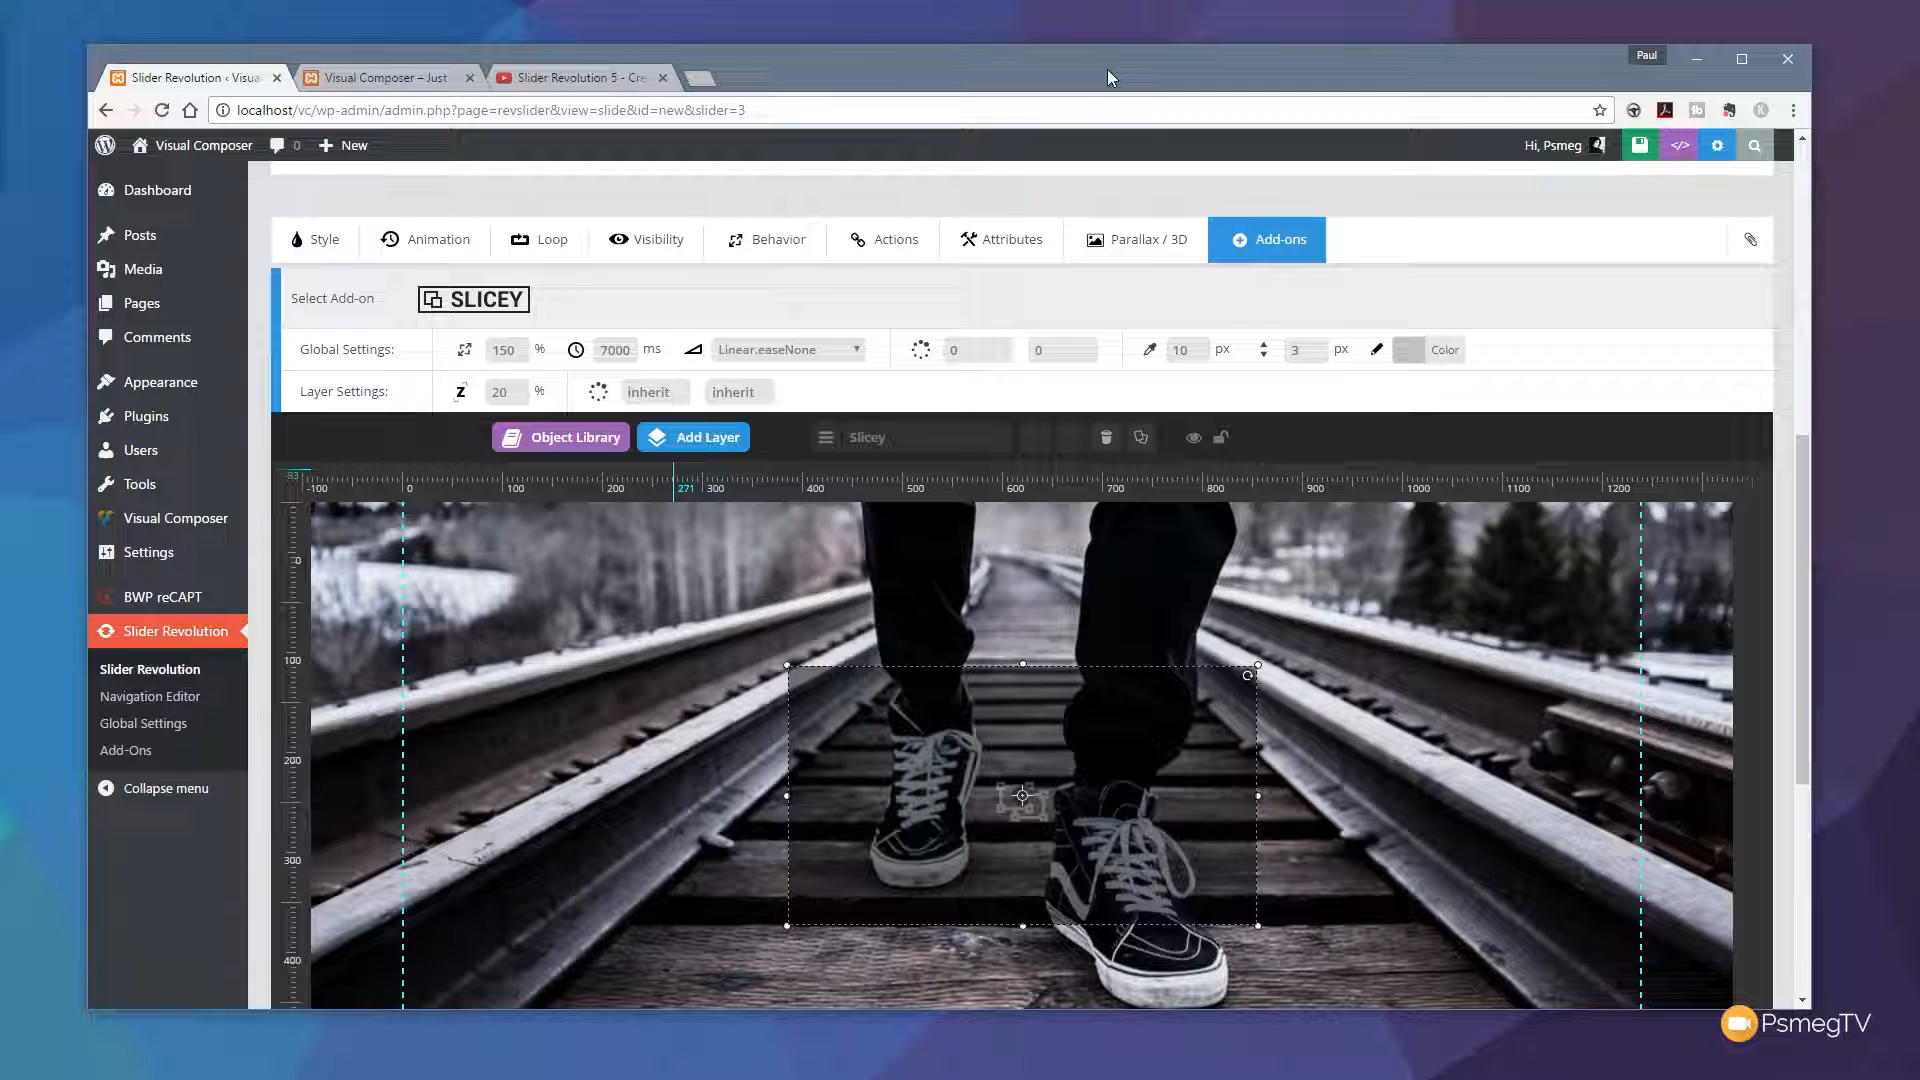 Paul
Slider Revolution ‹ Visua
Visual Composer – Just
Slider Revolution 5 - Cre
localhost/vc/wp-admin/admin.php?page=revslider&view=slide&id=new&slider=3
Visual Composer
0
New
Hi, Psmeg
</>
Dashboard
Posts
Media
Pages
Comments
Appearance
Plugins
Users
Tools
Visual Composer
Settings
BWP reCAPT
Slider Revolution
Slider Revolution
Navigation Editor
Global Settings
Add-Ons
Collapse menu
Style
Animation
Loop
Visibility
Behavior
Actions
Attributes
Parallax / 3D
Add-ons
Select Add-on
SLICEY
Global Settings: 150 % 7000 ms Linear.easeNone 0 0 10 px 3 px Color
Layer Settings: Z 20 % inherit inherit
Object Library
Add Layer
Slicey
-83
-100 0 100 200 271 300 400 500 600 700 800 900 1000 1100 1200
0
100
200
300
400
PsmegTV